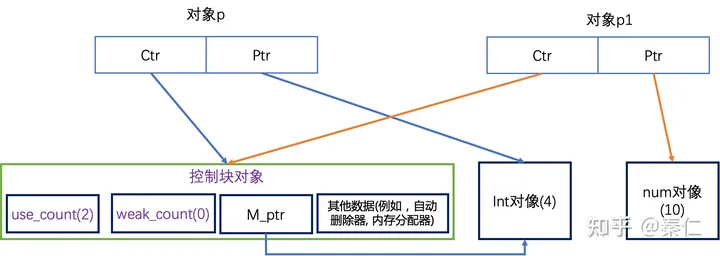 对象p
对象p1
Ctr
Ptr
Ctr
Ptr
控制块对象
use_count(2)
weak_count(0)
M_ptr
其他数据(例如，自动
删除器, 内存分配器)
Int对像(4)
num对像
(10)
知乎 @秦仁